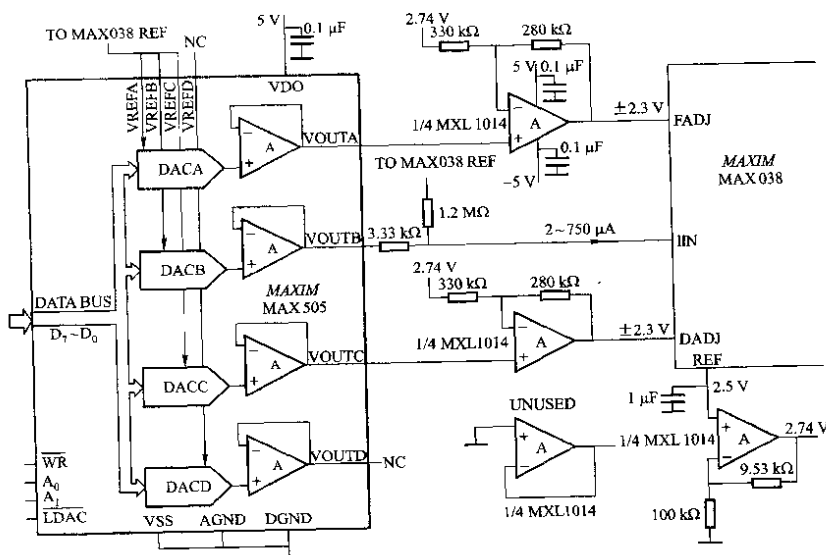 5 V
0.1 μF
TO MAX038 REF
NC
VREFA
VREFB
VREFC
VREFD
VDO
2.74 V
330 kΩ
280 kΩ
5 V
0.1 μF
1/4 MXL 1014
A
±2.3 V
FADJ
MAXIM
MAX 038
0.1 μF
-5 V
DACA
A
VOUTA
TO MAX038 REF
1.2 MΩ
DACB
A
VOUTB
3.33 kΩ
2~750 μA
IIN
MAXIM
MAX 505
DATA BUS
D7~D0
2.74 V
330 kΩ
280 kΩ
1/4 MXL1014
A
±2.3 V
DADJ
REF
DACC
A
VOUTC
1 μF
2.5 V
UNUSED
A
1/4 MXL1014
1/4 MXL 1014
A
2.74 V
9.53 kΩ
100 kΩ
DACD
A
VOUTD
NC
WR
A0
A1
LDAC
VSS
AGND
DGND